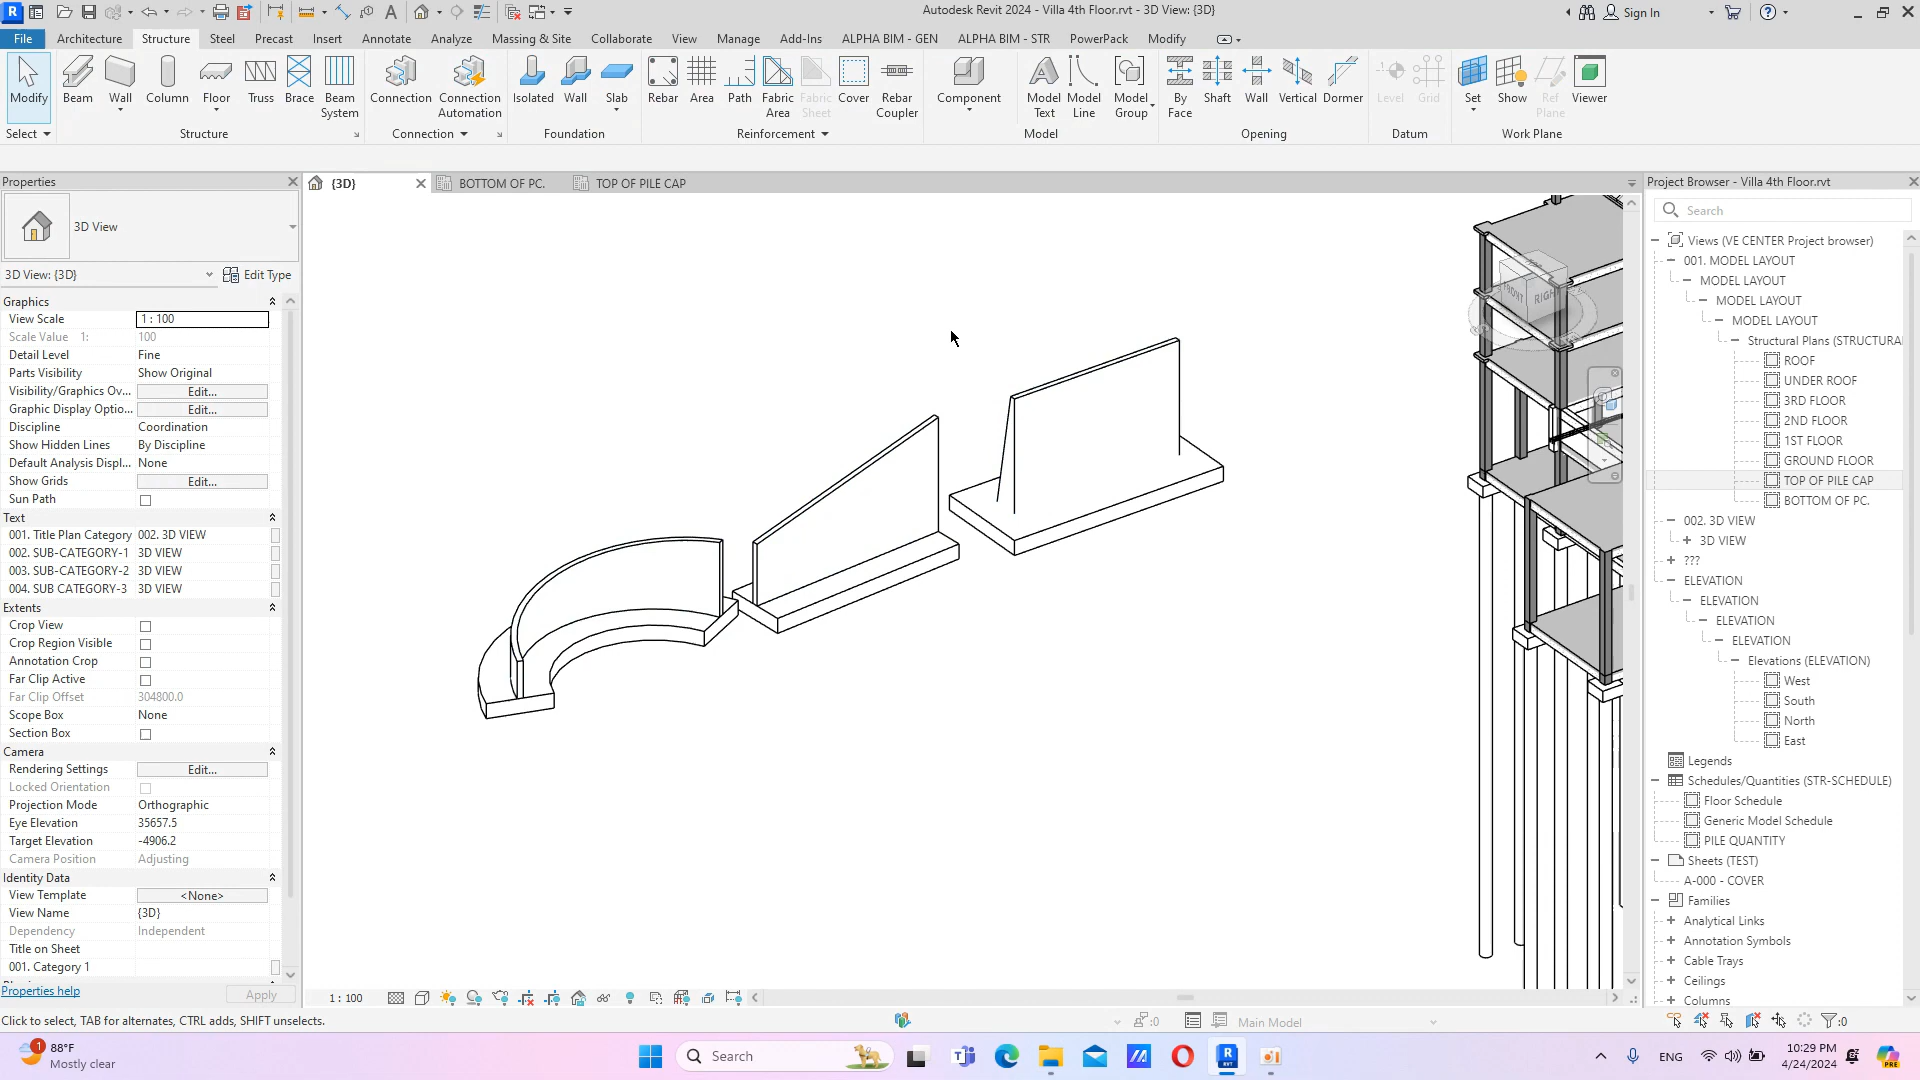 Autodesk Revit 2024 - Villa 4th Floor.rvt - 3D View: {3D}
Sign In
File Architecture Structure Steel Precast Insert Annotate Analyze Massing & Site Collaborate View Manage Add-Ins ALPHA BIM - GEN ALPHA BIM - STR PowerPack Modify
Modify Beam Wall Column Floor Truss Brace Beam System Connection Connection Automation Isolated Wall Slab Rebar Area Path Fabric Area Fabric Sheet Cover Rebar Coupler Component Model Text Model Line Model Group By Face Shaft Wall Vertical Dormer Level Grid Set Show Ref Plane Viewer
Select Structure Connection Foundation Reinforcement Model Opening Datum Work Plane
Properties
3D View
3D View: {3D} Edit Type
Graphics
View Scale 1 : 100
Scale Value 1: 100
Detail Level Fine
Parts Visibility Show Original
Visibility/Graphics Ov... Edit...
Graphic Display Optio... Edit...
Discipline Coordination
Show Hidden Lines By Discipline
Default Analysis Displ... None
Show Grids Edit...
Sun Path
Text
001. Title Plan Category 002. 3D VIEW
002. SUB-CATEGORY-1 3D VIEW
003. SUB-CATEGORY-2 3D VIEW
004. SUB CATEGORY-3 3D VIEW
Extents
Crop View
Crop Region Visible
Annotation Crop
Far Clip Active
Far Clip Offset 304800.0
Scope Box None
Section Box
Camera
Rendering Settings Edit...
Locked Orientation
Projection Mode Orthographic
Eye Elevation 35657.5
Target Elevation -4906.2
Camera Position Adjusting
Identity Data
View Template <None>
View Name {3D}
Dependency Independent
Title on Sheet
001. Category 1
Properties help Apply
{3D} BOTTOM OF PC. TOP OF PILE CAP
FRONT RIGHT
1 : 100
Project Browser - Villa 4th Floor.rvt
Search
Views (VE CENTER Project browser)
001. MODEL LAYOUT
MODEL LAYOUT
MODEL LAYOUT
MODEL LAYOUT
Structural Plans (STRUCTURA
ROOF
UNDER ROOF
3RD FLOOR
2ND FLOOR
1ST FLOOR
GROUND FLOOR
TOP OF PILE CAP
BOTTOM OF PC.
002. 3D VIEW
3D VIEW
???
ELEVATION
ELEVATION
ELEVATION
ELEVATION
Elevations (ELEVATION)
West
South
North
East
Legends
Schedules/Quantities (STR-SCHEDULE)
Floor Schedule
Generic Model Schedule
PILE QUANTITY
Sheets (TEST)
A-000 - COVER
Families
Analytical Links
Annotation Symbols
Cable Trays
Ceilings
Columns
Click to select, TAB for alternates, CTRL adds, SHIFT unselects. :0 Main Model :0
1
88°F
Mostly clear
Search
ENG
10:29 PM
4/24/2024